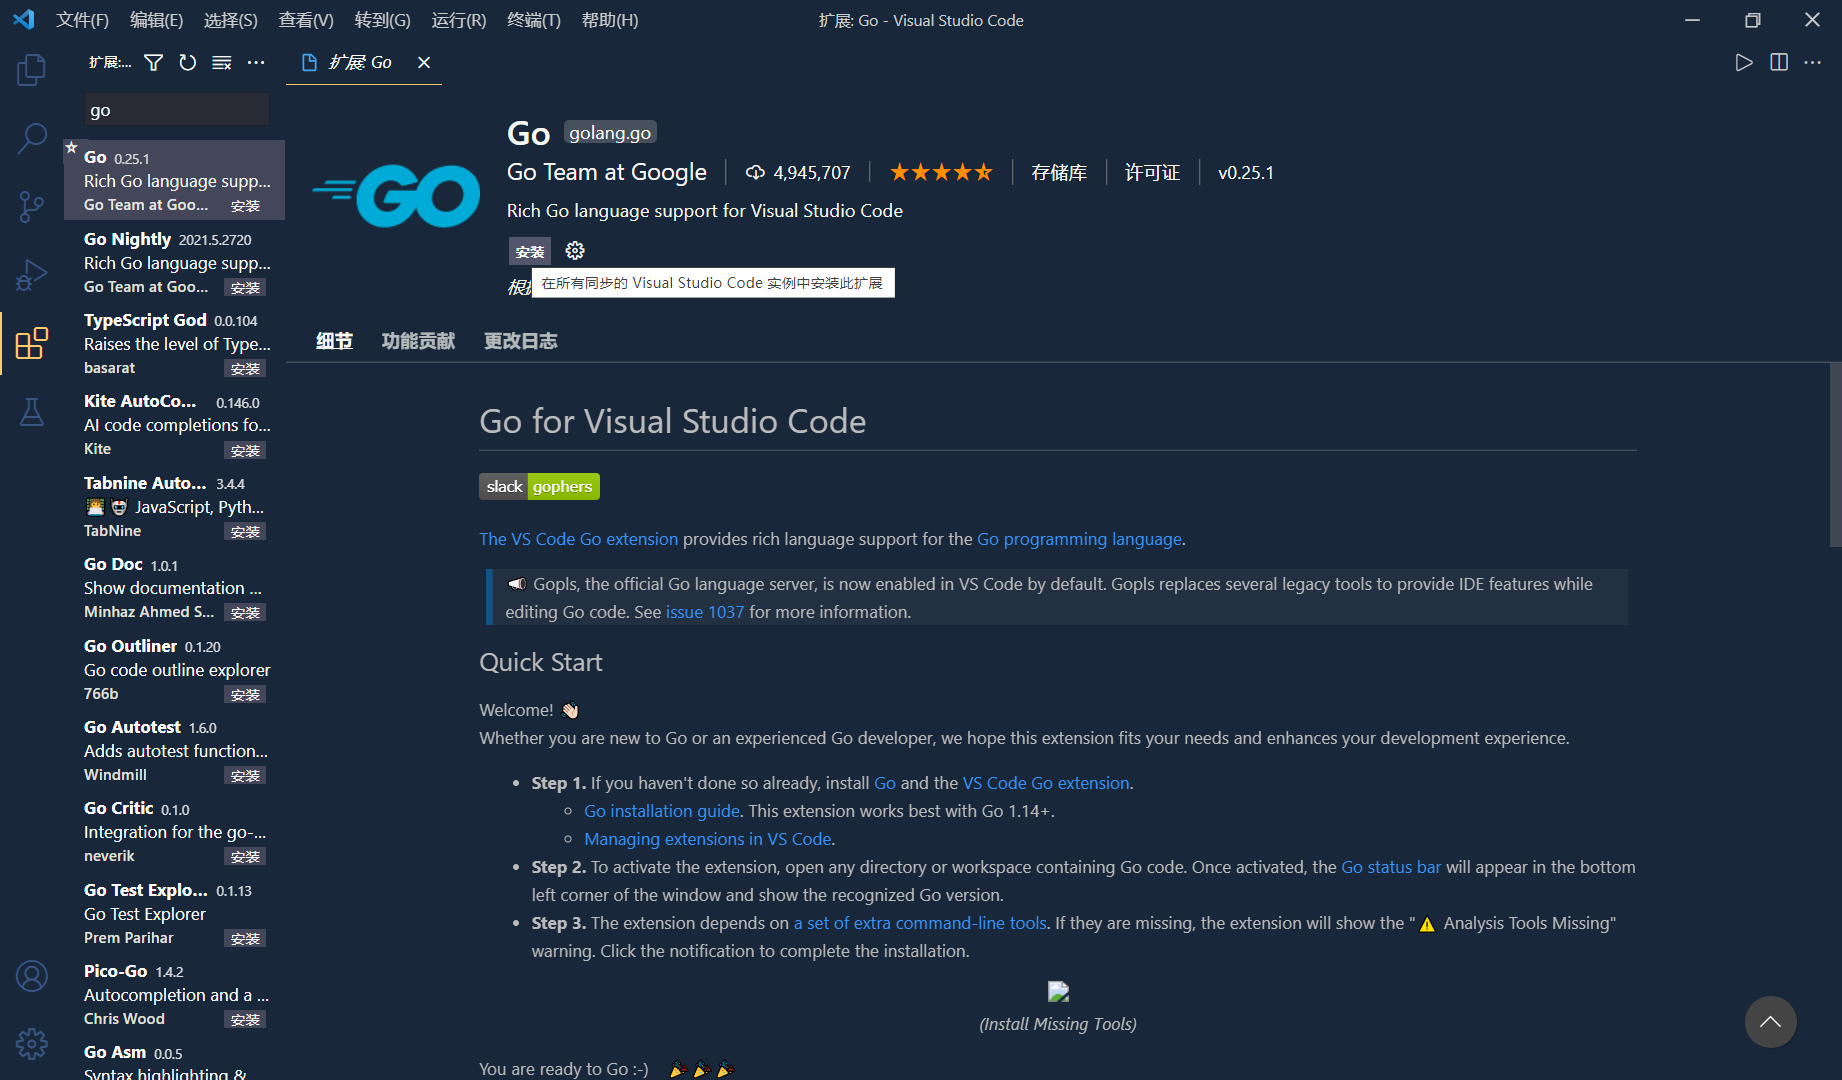 文件(F) 编辑(E) 选择(S) 查看(V) 转到(G) 运行(R) 终端(T) 帮助(H) 扩展: Go - Visual Studio Code
扩展:...
扩展: Go
go
Go 0.25.1
Rich Go language supp...
Go Team at Goo... 安装
Go Nightly 2021.5.2720
Rich Go language supp...
Go Team at Goo... 安装
TypeScript God 0.0.104
Raises the level of Type...
basarat 安装
Kite AutoCo... 0.146.0
AI code completions fo...
Kite 安装
Tabnine Auto... 3.4.4
JavaScript, Pyth...
TabNine 安装
Go Doc 1.0.1
Show documentation ...
Minhaz Ahmed S... 安装
Go Outliner 0.1.20
Go code outline explorer
766b 安装
Go Autotest 1.6.0
Adds autotest function...
Windmill 安装
Go Critic 0.1.0
Integration for the go-...
neverik 安装
Go Test Explo... 0.1.13
Go Test Explorer
Prem Parihar 安装
Pico-Go 1.4.2
Autocompletion and a ...
Chris Wood 安装
Go Asm 0.0.5
Syntax highlighting &
GO
Go golang.go
Go Team at Google 4,945,707 存储库 许可证 v0.25.1
Rich Go language support for Visual Studio Code
安装
在所有同步的 Visual Studio Code 实例中安装此扩展
细节 功能贡献 更改日志
Go for Visual Studio Code
slack gophers
The VS Code Go extension provides rich language support for the Go programming language.
📣 Gopls, the official Go language server, is now enabled in VS Code by default. Gopls replaces several legacy tools to provide IDE features while
editing Go code. See issue 1037 for more information.
Quick Start
Welcome! 👋🏻
Whether you are new to Go or an experienced Go developer, we hope this extension fits your needs and enhances your development experience.
• Step 1. If you haven't done so already, install Go and the VS Code Go extension.
◦ Go installation guide. This extension works best with Go 1.14+.
◦ Managing extensions in VS Code.
• Step 2. To activate the extension, open any directory or workspace containing Go code. Once activated, the Go status bar will appear in the bottom
left corner of the window and show the recognized Go version.
• Step 3. The extension depends on a set of extra command-line tools. If they are missing, the extension will show the "⚠ Analysis Tools Missing"
warning. Click the notification to complete the installation.
(Install Missing Tools)
You are ready to Go :-) 🎉🎉🎉